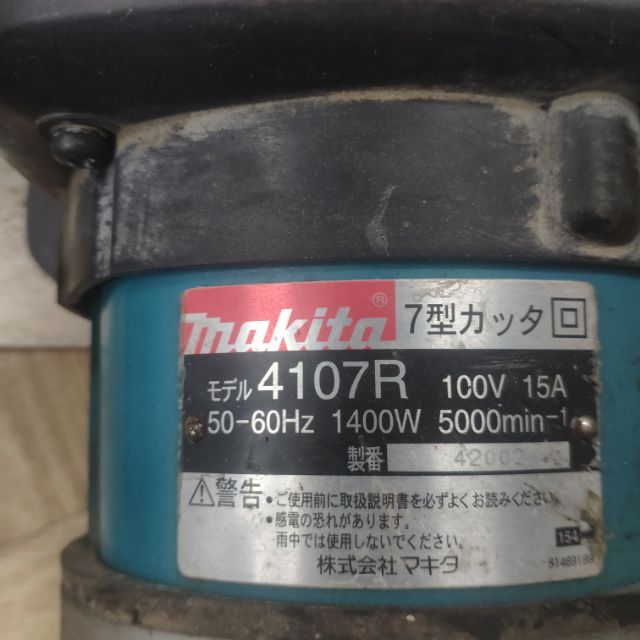 makita® 7型カッタ
モデル 4107R 100V 15A
50-60Hz 1400W 5000min-1
製番 42002
⚠警告 •ご使用前に取扱説明書を必ずよくお読みください。
•感電の恐れがあります。
雨中では使用しないでください。
154
株式会社マキタ